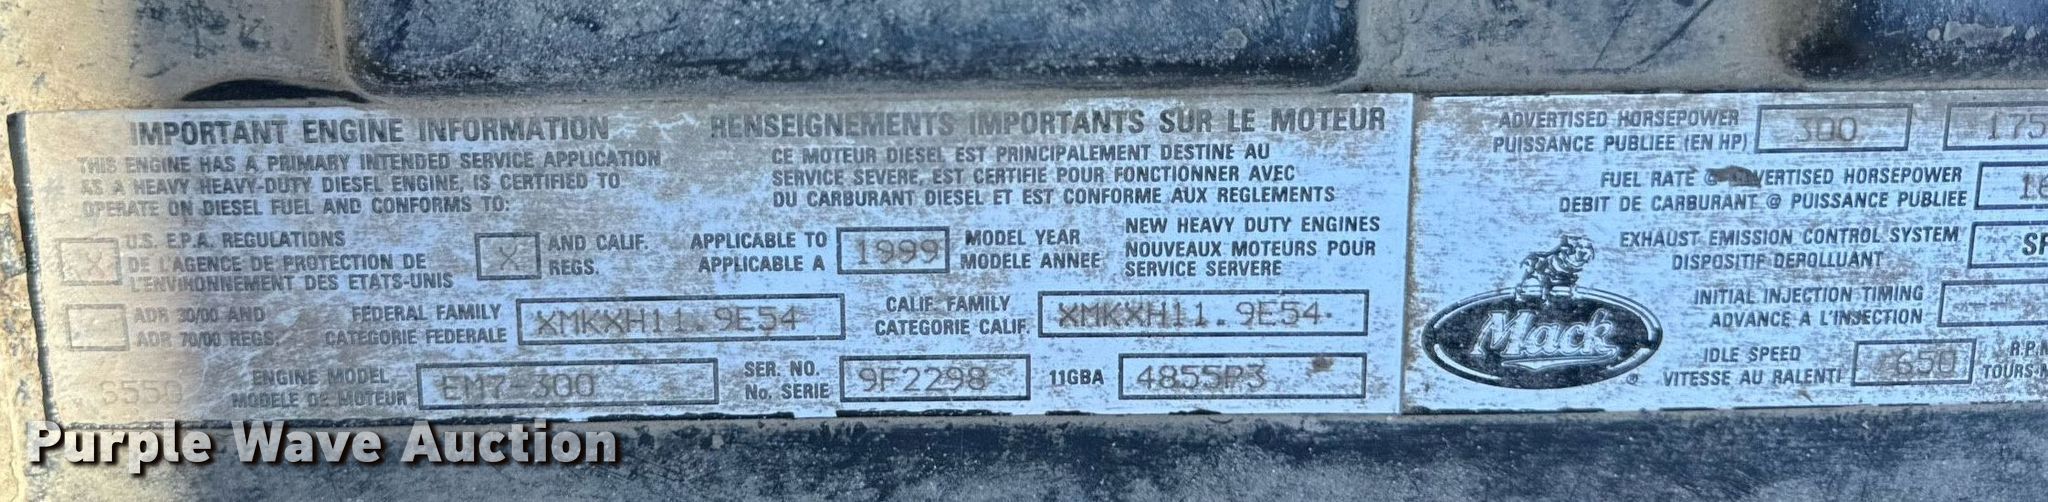 IMPORTANT ENGINE INFORMATION
THIS ENGINE HAS A PRIMARY INTENDED SERVICE APPLICATION
AS A HEAVY HEAVY-DUTY DIESEL ENGINE, IS CERTIFIED TO
OPERATE ON DIESEL FUEL AND CONFORMS TO:
X U.S. E.P.A. REGULATIONS
DE L'AGENCE DE PROTECTION DE
L'ENVIRONNEMENT DES ETATS-UNIS
X AND CALIF.
REGS.
RENSEIGNEMENTS IMPORTANTS SUR LE MOTEUR
CE MOTEUR DIESEL EST PRINCIPALEMENT DESTINE AU
SERVICE SEVERE, EST CERTIFIE POUR FONCTIONNER AVEC
DU CARBURANT DIESEL ET EST CONFORME AUX REGLEMENTS
APPLICABLE TO
APPLICABLE A
1999
MODEL YEAR
MODELE ANNEE
NEW HEAVY DUTY ENGINES
NOUVEAUX MOTEURS POUR
SERVICE SERVERE
ADR 30/00 AND
ADR 70/00 REGS.
FEDERAL FAMILY
CATEGORIE FEDERALE
XMKXH11.9E54
CALIF. FAMILY
CATEGORIE CALIF.
XMKXH11.9E54
ENGINE MODEL
MODELE DE MOTEUR
EM7-300
SER. NO.
No. SERIE
9F2298
11GBA
4855P3
ADVERTISED HORSEPOWER
PUISSANCE PUBLIEE (EN HP)
300
175
FUEL RATE @ ADVERTISED HORSEPOWER
DEBIT DE CARBURANT @ PUISSANCE PUBLIEE
EXHAUST EMISSION CONTROL SYSTEM
DISPOSITIF DEROLLUANT
INITIAL INJECTION TIMING
ADVANCE A L'INJECTION
IDLE SPEED
VITESSE AU RALENTI
650
Mack
®
Purple Wave Auction